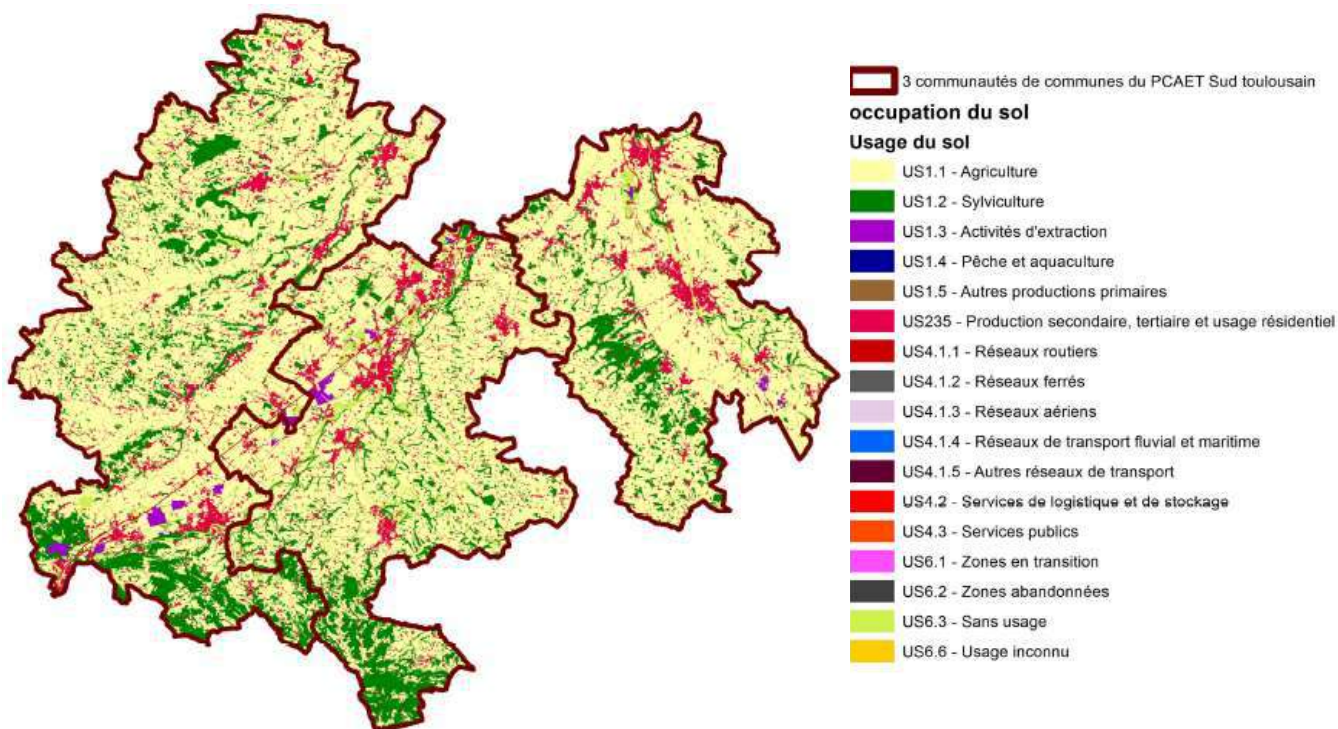 3 communautés de communes du PCAET Sud toulousain
occupation du sol
Usage du sol
US1.1 - Agriculture
US1.2 - Sylviculture
US1.3 - Activités d'extraction
US1.4 - Pêche et aquaculture
US1.5 - Autres productions primaires
US235 - Production secondaire, tertiaire et usage résidentiel
US4.1.1 - Réseaux routiers
US4.1.2 - Réseaux ferrés
US4.1.3 - Réseaux aériens
US4.1.4 - Réseaux de transport fluvial et maritime
US4.1.5 - Autres réseaux de transport
US4.2 - Services de logistique et de stockage
US4.3 - Services publics
US6.1 - Zones en transition
US6.2 - Zones abandonnées
US6.3 - Sans usage
US6.6 - Usage inconnu